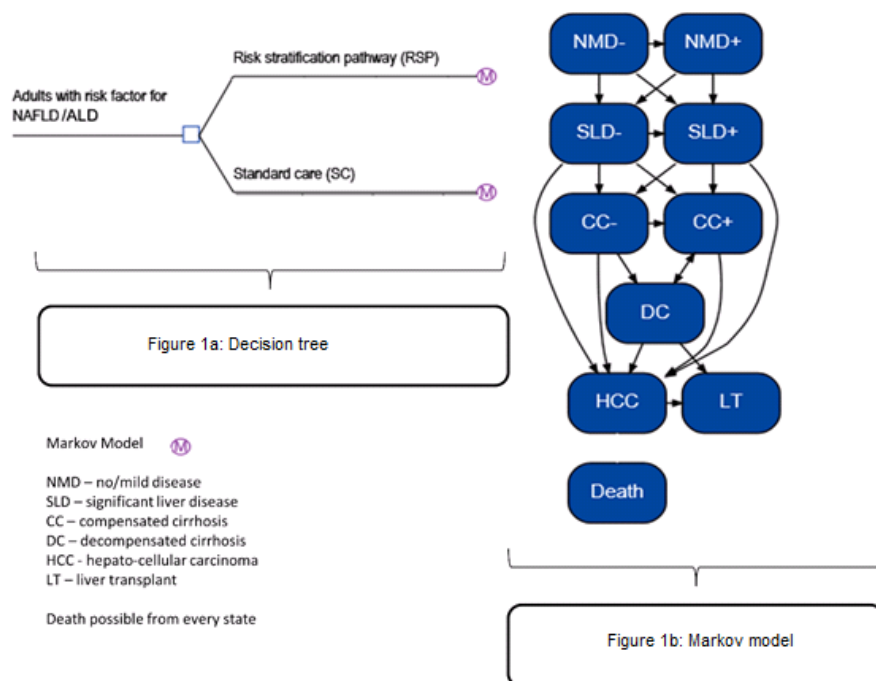 Risk stratification pathway (RSP)
M
Adults with risk factor for
NAFLD/ALD
Standard care (SC)
M
Figure 1a: Decision tree
Markov Model M
NMD – no/mild disease
SLD – significant liver disease
CC – compensated cirrhosis
DC – decompensated cirrhosis
HCC - hepato-cellular carcinoma
LT – liver transplant
Death possible from every state
NMD- NMD+
SLD- SLD+
CC- CC+
DC
HCC LT
Death
Figure 1b: Markov model